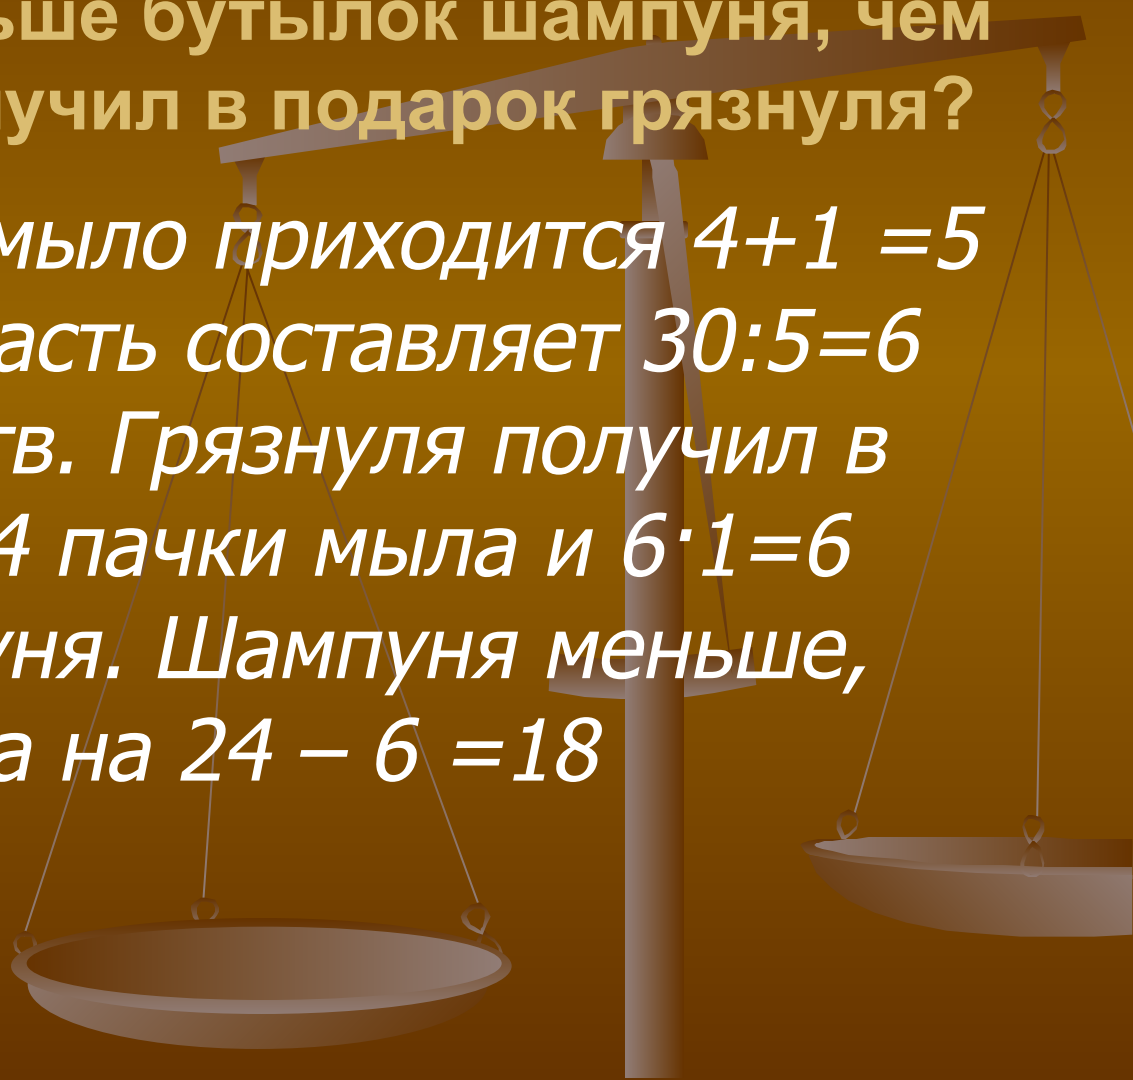 ьше бутылок шампуня, чем
лучил в подарок грязнуля?
мыло приходится 4+1 =5
асть составляет 30:5=6
тв. Грязнуля получил в
4 пачки мыла и 6·1=6
уня. Шампуня меньше,
а на 24 – 6 =18